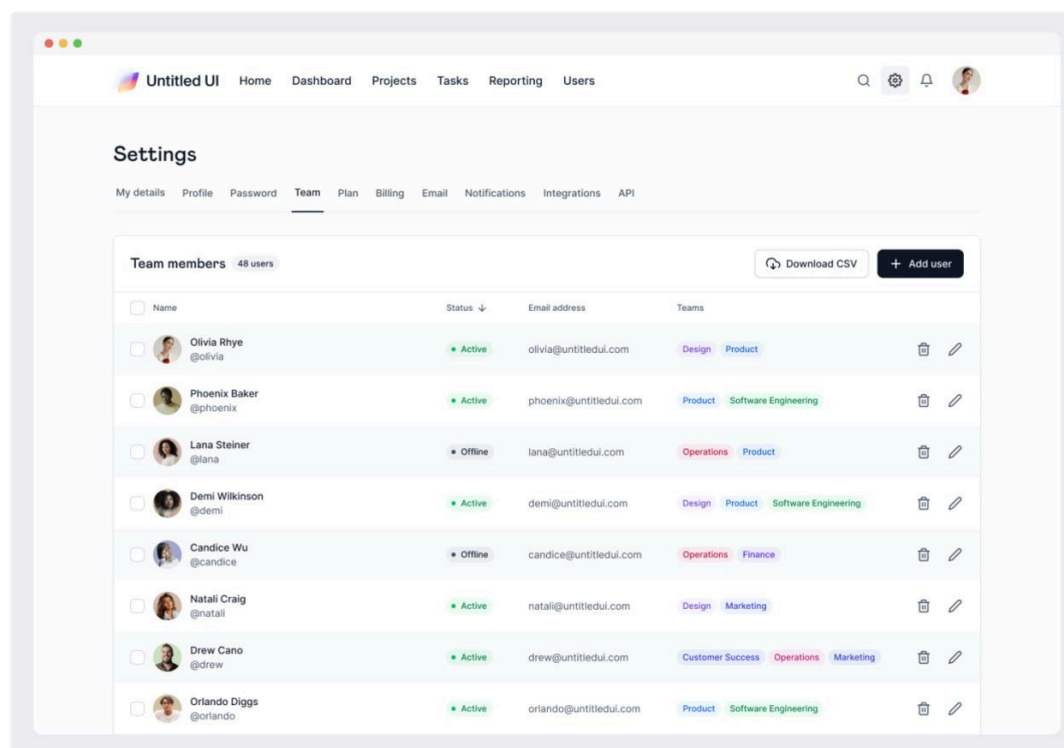 Untitled UI Home Dashboard Projects Tasks Reporting Users
Settings
My details Profile Password Team Plan Billing Email Notifications Integrations API
Team members 48 users Download CSV + Add user
Name Status Email address Teams
Olivia Rhye
@olivia
Active olivia@untitledui.com Design Product
Phoenix Baker
@phoenix
Active phoenix@untitledui.com Product Software Engineering
Lana Steiner
@lana
Offline lana@untitledui.com Operations Product
Demi Wilkinson
@demi
Active demi@untitledui.com Design Product Software Engineering
Candice Wu
@candice
Offline candice@untitledui.com Operations Finance
Natali Craig
@natali
Active natali@untitledui.com Design Marketing
Drew Cano
@drew
Active drew@untitledui.com Customer Success Operations Marketing
Orlando Diggs
@orlando
Active orlando@untitledui.com Product Software Engineering